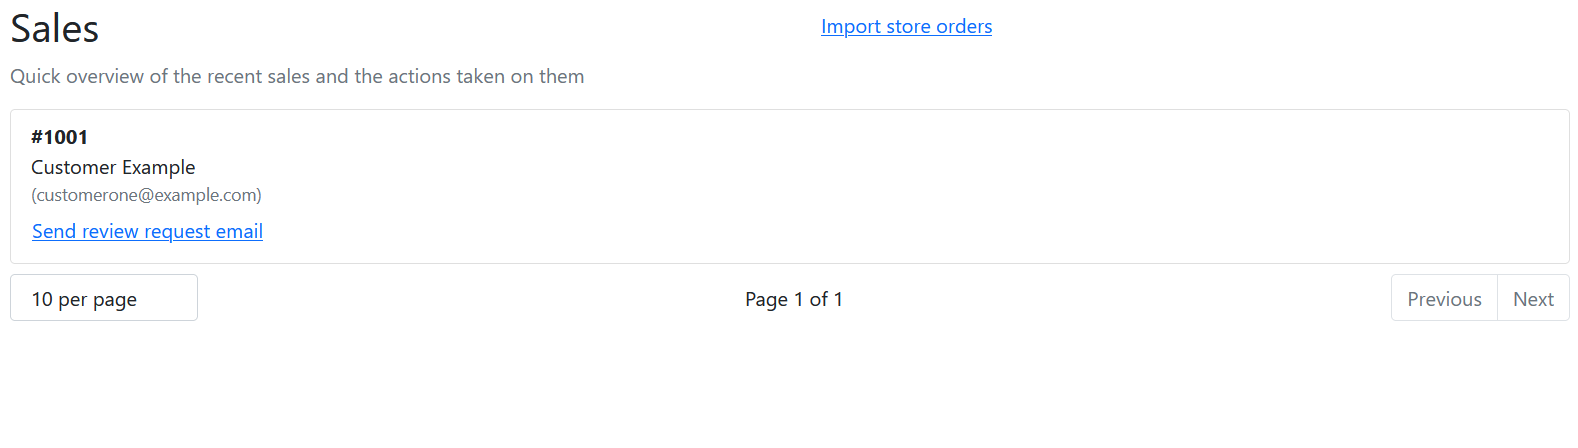 Sales
Import store orders
Quick overview of the recent sales and the actions taken on them
#1001
Customer Example
(customerone@example.com)
Send review request email
10 per page
Page 1 of 1
Previous
Next